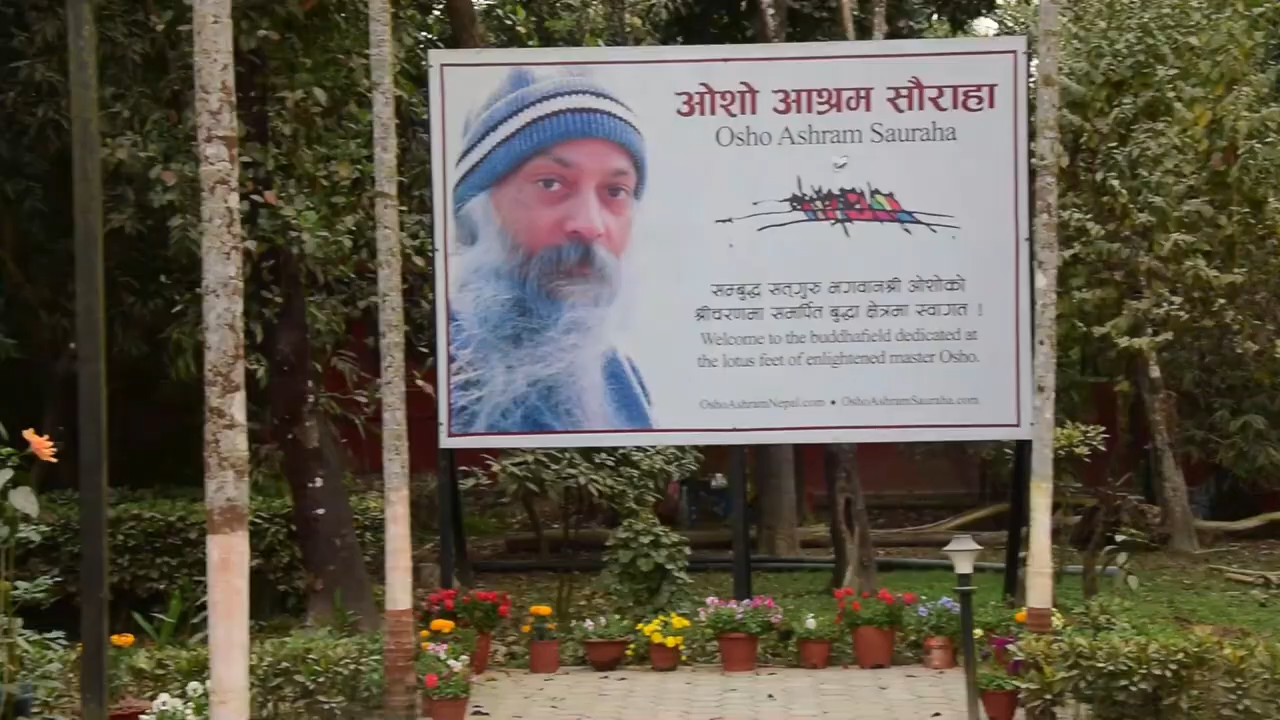 ओशो आश्रम सौराहा
Osho Ashram Sauraha
सम्बुद्ध सत्‌गुरु भगवानश्री ओशोको
श्रीचरणमा समर्पित बुद्धा क्षेत्रमा स्वागत ।
Welcome to the buddhafield dedicated at
the lotus feet of enlightened master Osho.
OshoAshramNepal.com ● OshoAshramSauraha.com